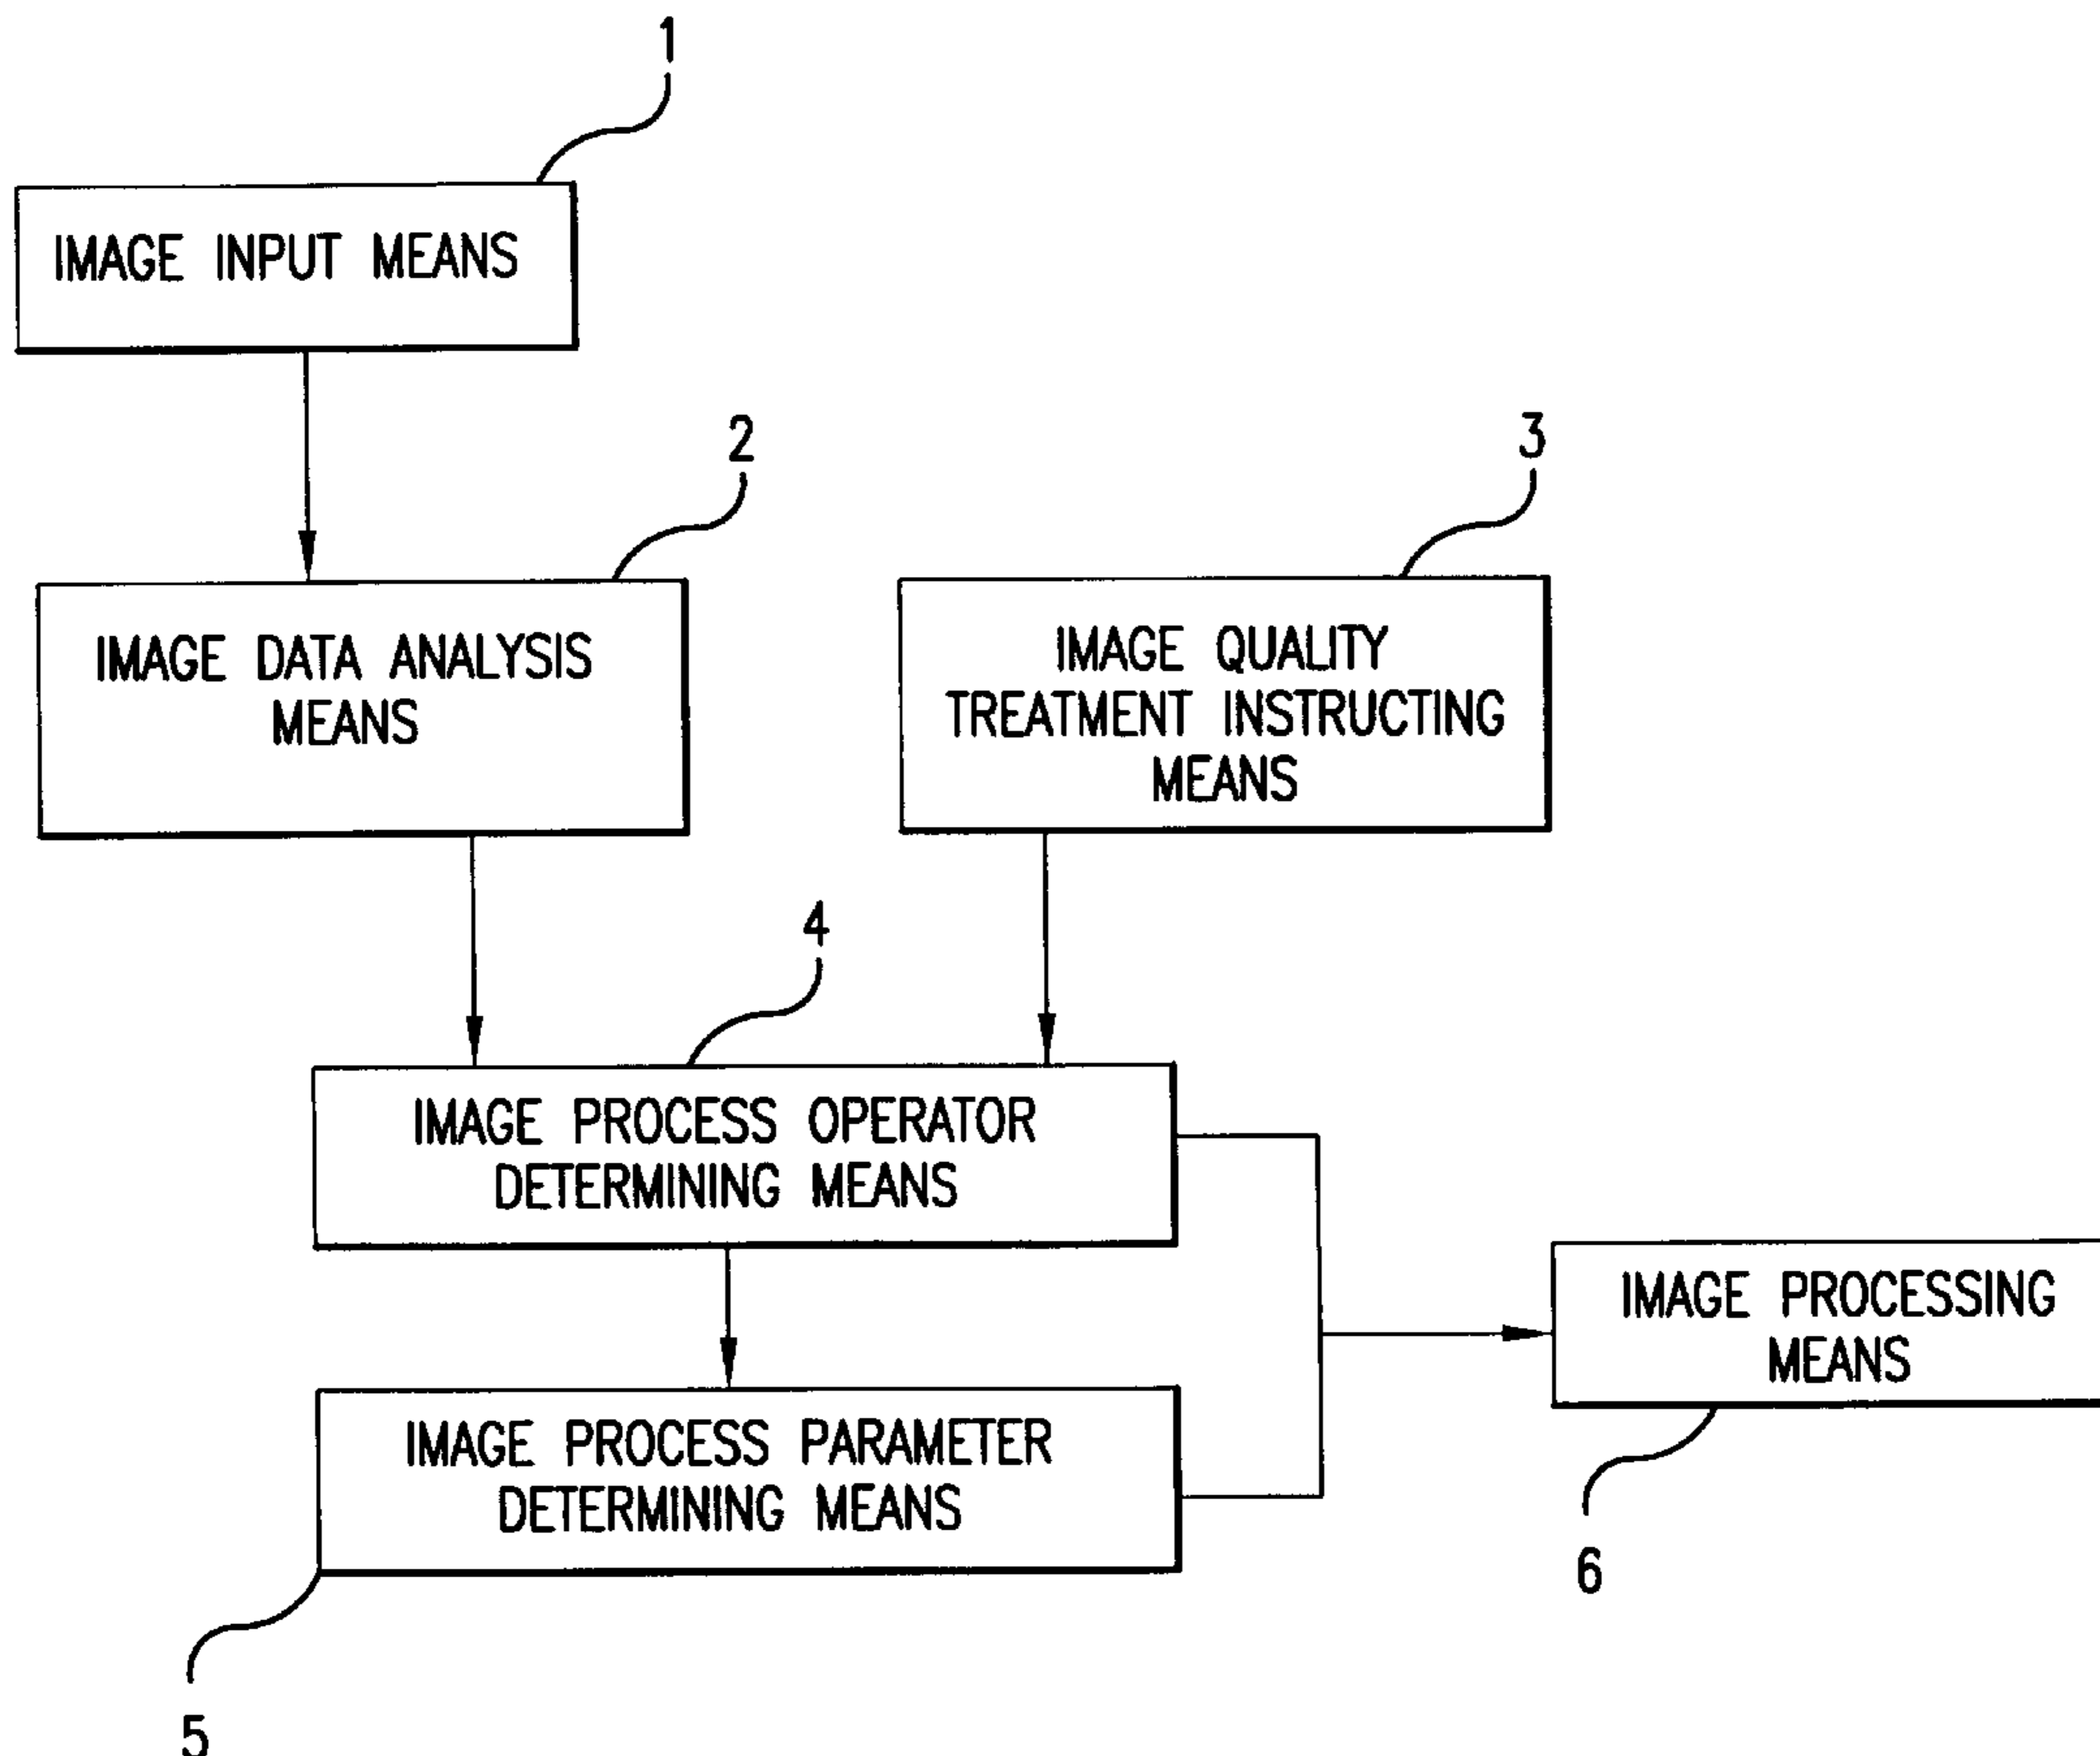 1
IMAGE INPUT MEANS
2
3
IMAGE DATA ANALYSIS
MEANS
IMAGE QUALITY
TREATMENT INSTRUCTING
MEANS
4
IMAGE PROCESS OPERATOR
DETERMINING MEANS
IMAGE PROCESSING
MEANS
IMAGE PROCESS PARAMETER
DETERMINING MEANS
6
5